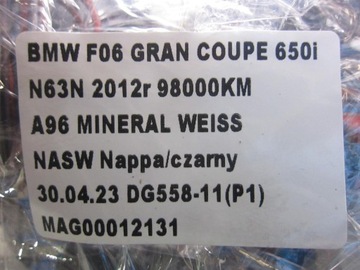 BMW F06 GRAN COUPE 650i
N63N 2012r 98000KM
A96 MINERAL WEISS
NASW Nappa/czarny
30.04.23 DG558-11(P1)
MAG00012131